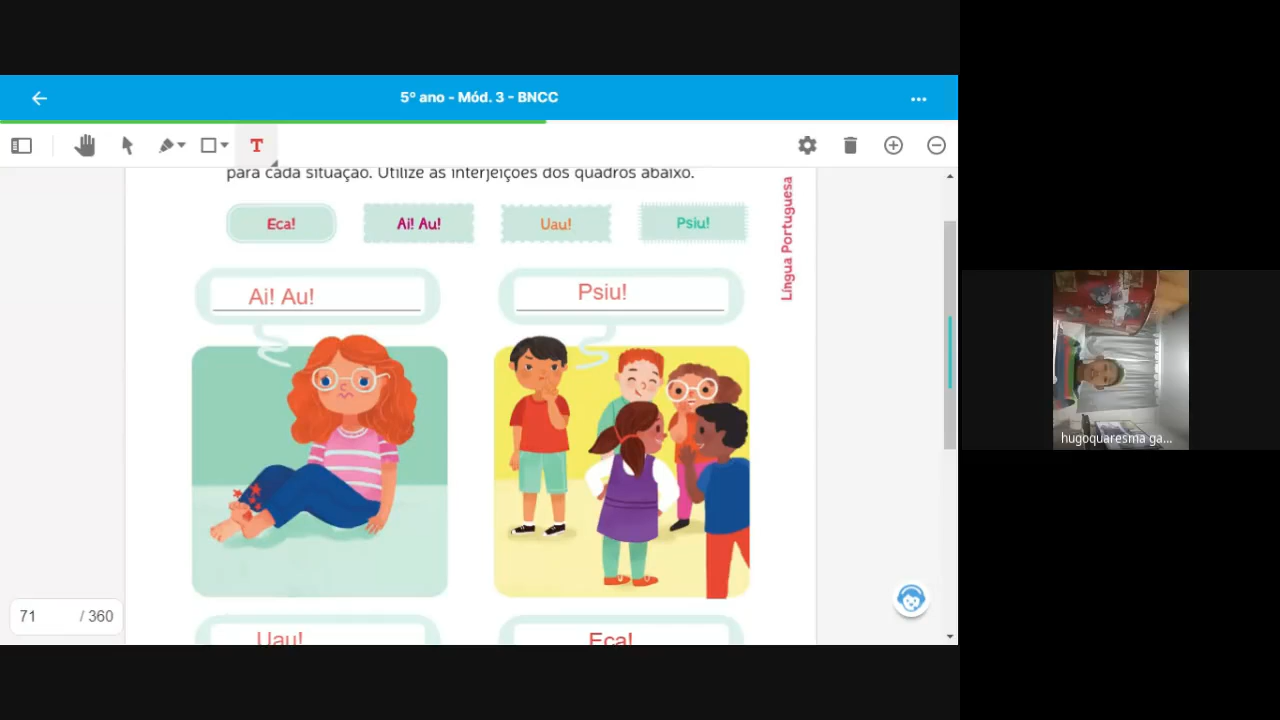 5º ano - Mód. 3 - BNCC
T
para cada situação. Utilize as interjeições dos quadros abaixo.
Eca!
Ai! Au!
Uau!
Psiu!
Língua Portuguesa
Ai! Au!
Psiu!
Uau!
Eca!
71 / 360
hugoquaresma ga...